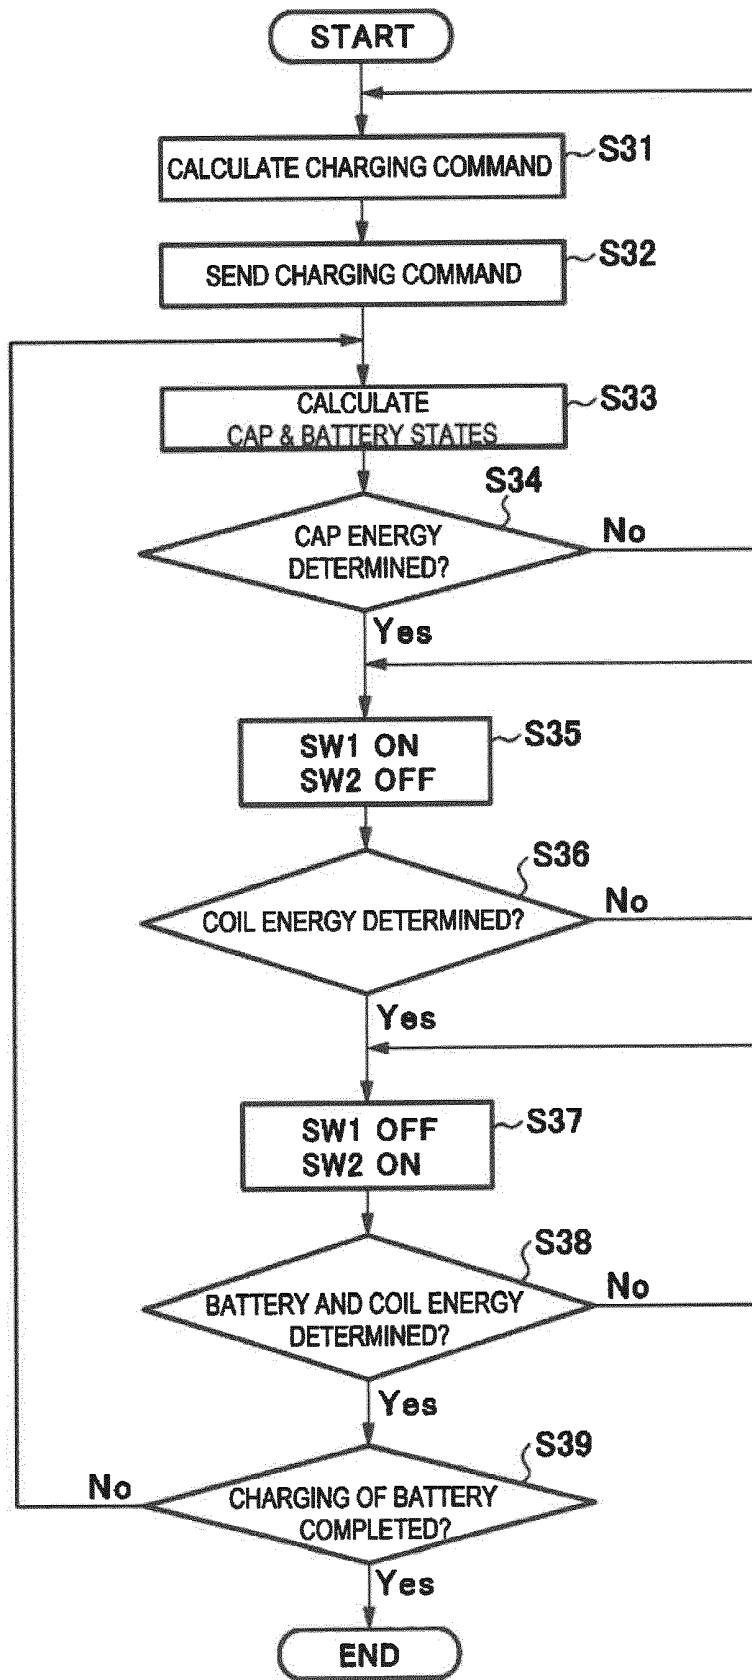 START
CALCULATE CHARGING COMMAND
S31
SEND CHARGING COMMAND
S32
CALCULATE
CAP & BATTERY STATES
S33
S34
CAP ENERGY
DETERMINED?
No
Yes
SW1 ON
SW2 OFF
S35
S36
COIL ENERGY DETERMINED?
No
Yes
SW1 OFF
SW2 ON
S37
S38
BATTERY AND COIL ENERGY
DETERMINED?
No
Yes
S39
No
CHARGING OF BATTERY
COMPLETED?
Yes
END